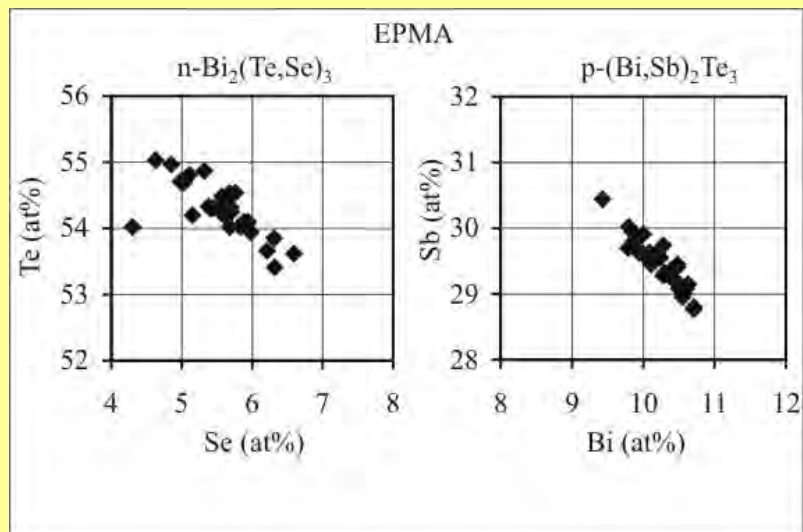 EPMA
n-Bi₂(Te,Se)₃
56
55
54
53
52
Te (at%)
4 5 6 7 8
Se (at%)
p-(Bi,Sb)₂Te₃
32
31
30
29
28
Sb (at%)
8 9 10 11 12
Bi (at%)